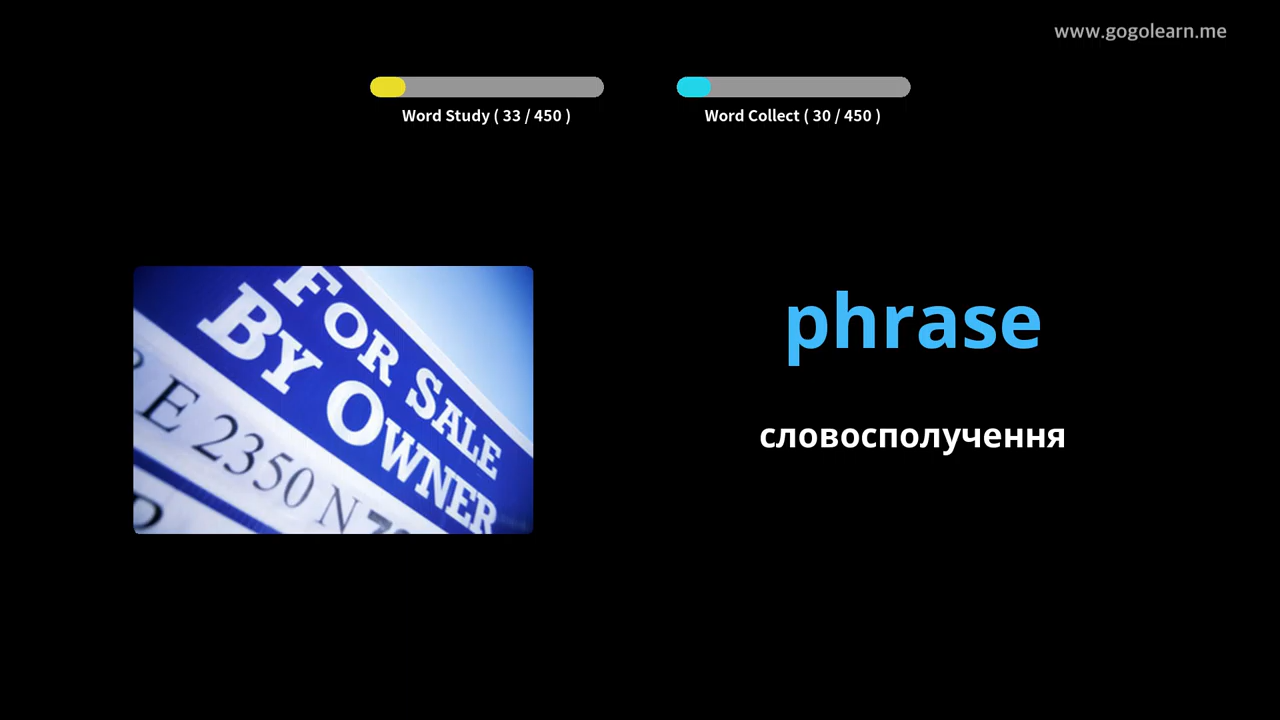 www.gogolearn.me
Word Study ( 33 / 450 )
Word Collect ( 30 / 450 )
FOR SALE
BY OWNER
E 2350 N
phrase
словосполучення